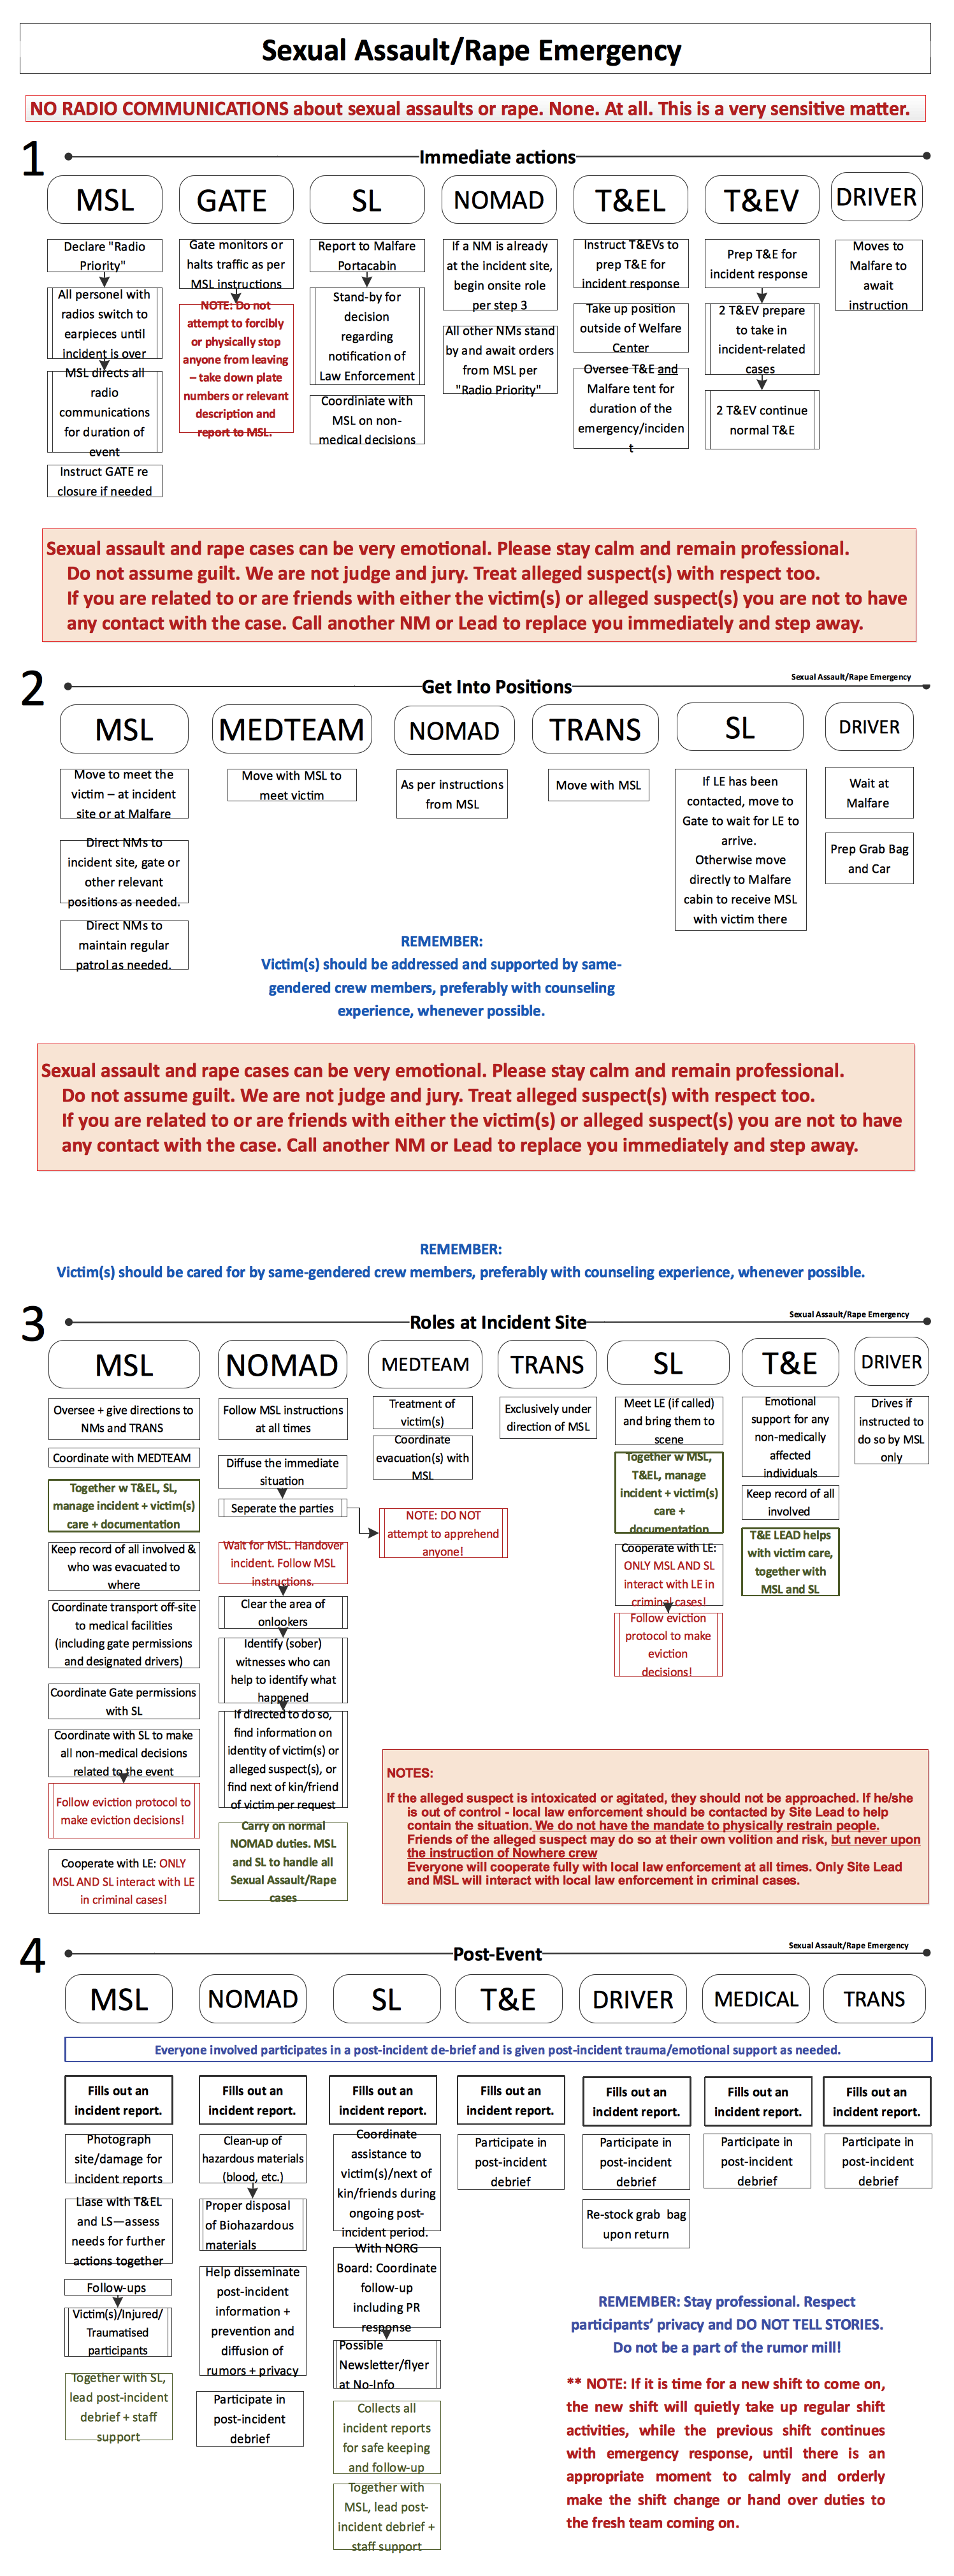 Sexual Assault/Rape Emergency
NO RADIO COMMUNICATIONS about sexual assaults or rape. None. At all. This is a very sensitive matter.
1
Immediate actions
MSL
Declare "Radio
Priority"
All personel with
radios switch to
earpieces until
incident is over
MSL directs all
radio
communications
for duration of
event
Instruct GATE re
closure if needed
GATE
Gate monitors or
halts traffic as per
MSL instructions
NOTE: Do not
attempt to forcibly
or physically stop
anyone from leaving
– take down plate
numbers or relevant
description and
report to MSL.
SL
Report to Malfare
Portacabin
Stand-by for
decision
regarding
notification of
Law Enforcement
Coordiniate with
MSL on non-
medical decisions
NOMAD
If a NM is already
at the incident site,
begin onsite role
per step 3
All other NMs stand
by and await orders
from MSL per
"Radio Priority"
T&EL
Instruct T&EVs to
prep T&E for
incident response
Take up position
outside of Welfare
Center
Oversee T&E and
Malfare tent for
duration of the
emergency/inciden
t
T&EV
Prep T&E for
incident response
2 T&EV prepare
to take in
incident-related
cases
2 T&EV continue
normal T&E
DRIVER
Moves to
Malfare to
await
instruction
Sexual assault and rape cases can be very emotional. Please stay calm and remain professional.
Do not assume guilt. We are not judge and jury. Treat alleged suspect(s) with respect too.
If you are related to or are friends with either the victim(s) or alleged suspect(s) you are not to have
any contact with the case. Call another NM or Lead to replace you immediately and step away.
2
Get Into Positions
Sexual Assault/Rape Emergency
MSL
Move to meet the
victim – at incident
site or at Malfare
Direct NMs to
incident site, gate or
other relevant
positions as needed.
Direct NMs to
maintain regular
patrol as needed.
MEDTEAM
Move with MSL to
meet victim
NOMAD
As per instructions
from MSL
TRANS
Move with MSL
SL
If LE has been
contacted, move to
Gate to wait for LE to
arrive.
Otherwise move
directly to Malfare
cabin to receive MSL
with victim there
DRIVER
Wait at
Malfare
Prep Grab Bag
and Car
REMEMBER:
Victim(s) should be addressed and supported by same-
gendered crew members, preferably with counseling
experience, whenever possible.
Sexual assault and rape cases can be very emotional. Please stay calm and remain professional.
Do not assume guilt. We are not judge and jury. Treat alleged suspect(s) with respect too.
If you are related to or are friends with either the victim(s) or alleged suspect(s) you are not to have
any contact with the case. Call another NM or Lead to replace you immediately and step away.
REMEMBER:
Victim(s) should be cared for by same-gendered crew members, preferably with counseling experience, whenever possible.
3
Roles at Incident Site
Sexual Assault/Rape Emergency
MSL
Oversee + give directions to
NMs and TRANS
Coordinate with MEDTEAM
Together w T&EL, SL,
manage incident + victim(s)
care + documentation
Keep record of all involved &
who was evacuated to
where
Coordinate transport off-site
to medical facilities
(including gate permissions
and designated drivers)
Coordinate Gate permissions
with SL
Coordinate with SL to make
all non-medical decisions
related to the event
Follow eviction protocol to
make eviction decisions!
Cooperate with LE: ONLY
MSL AND SL interact with LE
in criminal cases!
NOMAD
Follow MSL instructions
at all times
Diffuse the immediate
situation
Seperate the parties
Wait for MSL. Handover
incident. Follow MSL
instructions.
Clear the area of
onlookers
Identify (sober)
witnesses who can
help to identify what
happened
If directed to do so,
find information on
identity of victim(s) or
alleged suspect(s), or
find next of kin/friend
of victim per request
Carry on normal
NOMAD duties. MSL
and SL to handle all
Sexual Assault/Rape
cases
MEDTEAM
Treatment of
victim(s)
Coordinate
evacuation(s) with
MSL
NOTE: DO NOT
attempt to apprehend
anyone!
TRANS
Exclusively under
direction of MSL
SL
Meet LE (if called)
and bring them to
scene
Together w MSL,
T&EL, manage
incident + victim(s)
care +
documentation
Cooperate with LE:
ONLY MSL AND SL
interact with LE in
criminal cases!
Follow eviction
protocol to make
eviction
decisions!
T&E
Emotional
support for any
non-medically
affected
individuals
Keep record of all
involved
T&E LEAD helps
with victim care,
together with
MSL and SL
DRIVER
Drives if
instructed to
do so by MSL
only
NOTES:
If the alleged suspect is intoxicated or agitated, they should not be approached. If he/she
is out of control - local law enforcement should be contacted by Site Lead to help
contain the situation. We do not have the mandate to physically restrain people.
Friends of the alleged suspect may do so at their own volition and risk, but never upon
the instruction of Nowhere crew
Everyone will cooperate fully with local law enforcement at all times. Only Site Lead
and MSL will interact with local law enforcement in criminal cases.
4
Post-Event
Sexual Assault/Rape Emergency
MSL
NOMAD
SL
T&E
DRIVER
MEDICAL
TRANS
Everyone involved participates in a post-incident de-brief and is given post-incident trauma/emotional support as needed.
Fills out an
incident report.
Photograph
site/damage for
incident reports
Liase with T&EL
and LS—assess
needs for further
actions together
Follow-ups
Victim(s)/Injured/
Traumatised
participants
Together with SL,
lead post-incident
debrief + staff
support
Fills out an
incident report.
Clean-up of
hazardous materials
(blood, etc.)
Proper disposal
of Biohazardous
materials
Help disseminate
post-incident
information +
prevention and
diffusion of
rumors + privacy
Participate in
post-incident
debrief
Fills out an
incident report.
Coordinate
assistance to
victim(s)/next of
kin/friends during
ongoing post-
incident period.
With NORG
Board: Coordinate
follow-up
including PR
response
Possible
Newsletter/flyer
at No-Info
Collects all
incident reports
for safe keeping
and follow-up
Together with
MSL, lead post-
incident debrief +
staff support
Fills out an
incident report.
Participate in
post-incident
debrief
Fills out an
incident report.
Participate in
post-incident
debrief
Re-stock grab bag
upon return
Fills out an
incident report.
Participate in
post-incident
debrief
Fills out an
incident report.
Participate in
post-incident
debrief
REMEMBER: Stay professional. Respect
participants’ privacy and DO NOT TELL STORIES.
Do not be a part of the rumor mill!
** NOTE: If it is time for a new shift to come on,
the new shift will quietly take up regular shift
activities, while the previous shift continues
with emergency response, until there is an
appropriate moment to calmly and orderly
make the shift change or hand over duties to
the fresh team coming on.